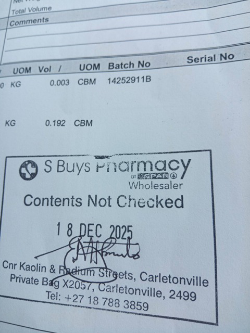 Total Volume
Comments
UOM Vol / UOM Batch No Serial No
0 KG 0.003 CBM 14252911B
KG 0.192 CBM
S Buys Pharmacy
Wholesaler
Contents Not Checked
18 DEC 2025
Cnr Kaolin & Radium Streets, Carletonville
Private Bag X2057, Carletonville, 2499
Tel: +27 18 788 3859